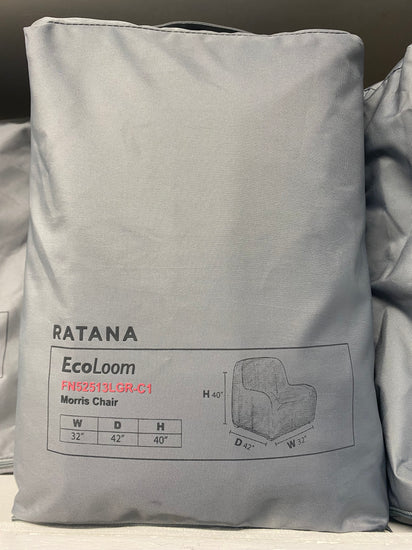 RATANA
EcoLoom
FN52513LGR-C1
Morris Chair
W D H
32" 42" 40"
H 40"
D 42" W 32"